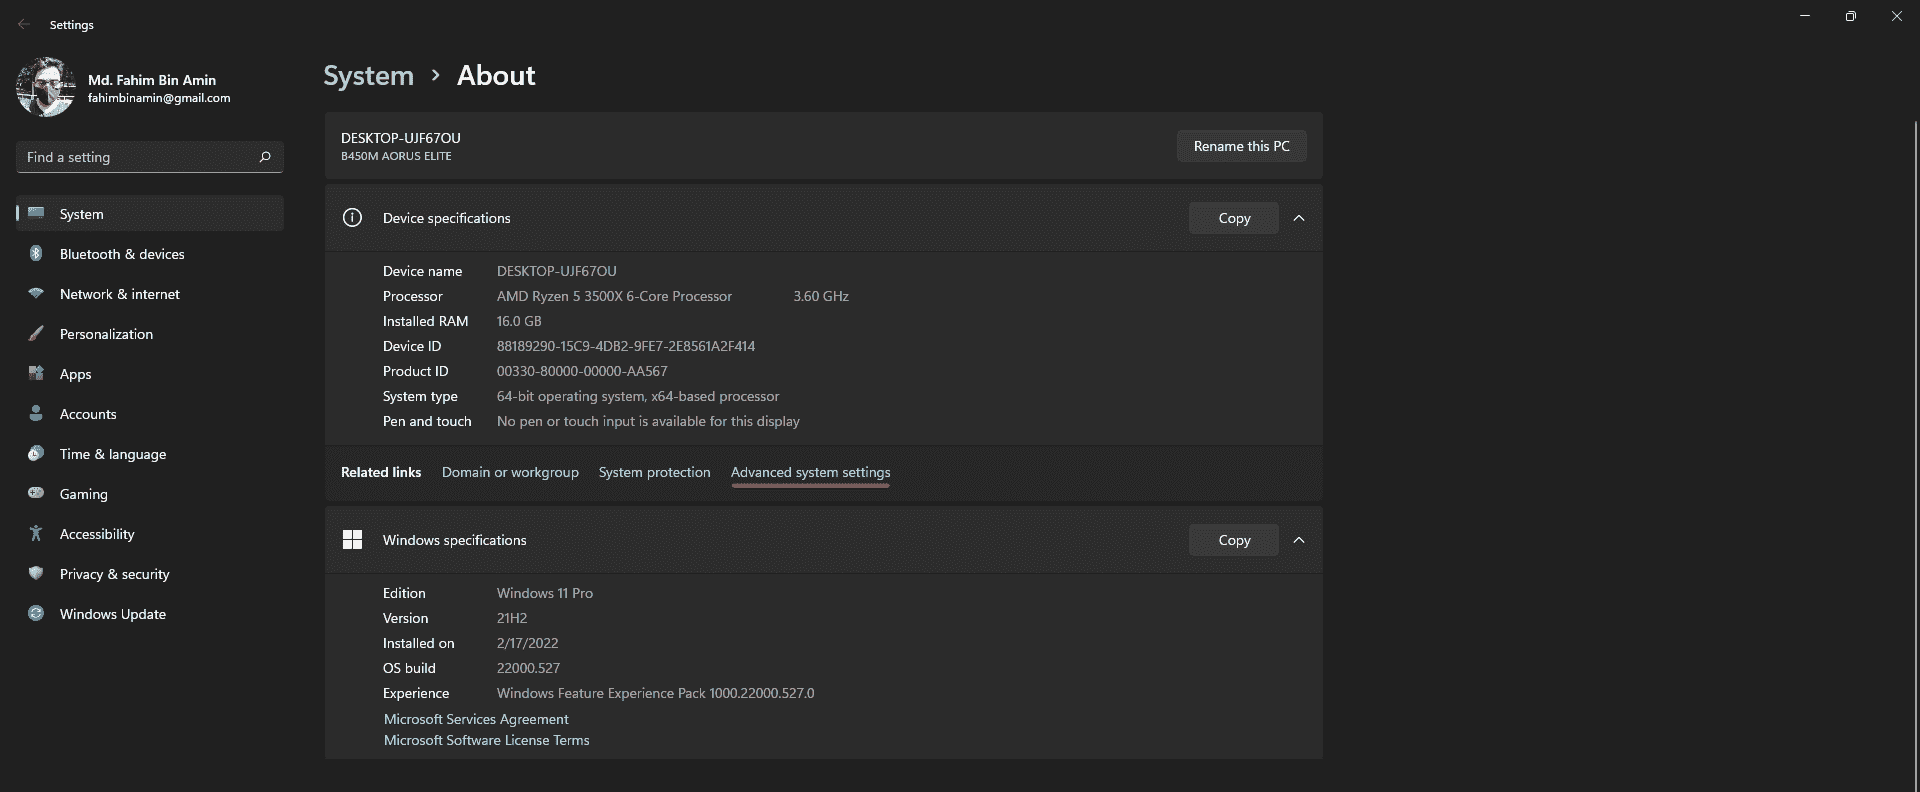 Settings
Md. Fahim Bin Amin
fahimbinamin@gmail.com
Find a setting
System
Bluetooth & devices
Network & internet
Personalization
Apps
Accounts
Time & language
Gaming
Accessibility
Privacy & security
Windows Update
System > About
DESKTOP-UJF67OU
B450M AORUS ELITE
Rename this PC
Device specifications Copy
Device name DESKTOP-UJF67OU
Processor AMD Ryzen 5 3500X 6-Core Processor 3.60 GHz
Installed RAM 16.0 GB
Device ID 88189290-15C9-4DB2-9FE7-2E8561A2F414
Product ID 00330-80000-00000-AA567
System type 64-bit operating system, x64-based processor
Pen and touch No pen or touch input is available for this display
Related links Domain or workgroup System protection Advanced system settings
Windows specifications Copy
Edition Windows 11 Pro
Version 21H2
Installed on 2/17/2022
OS build 22000.527
Experience Windows Feature Experience Pack 1000.22000.527.0
Microsoft Services Agreement
Microsoft Software License Terms